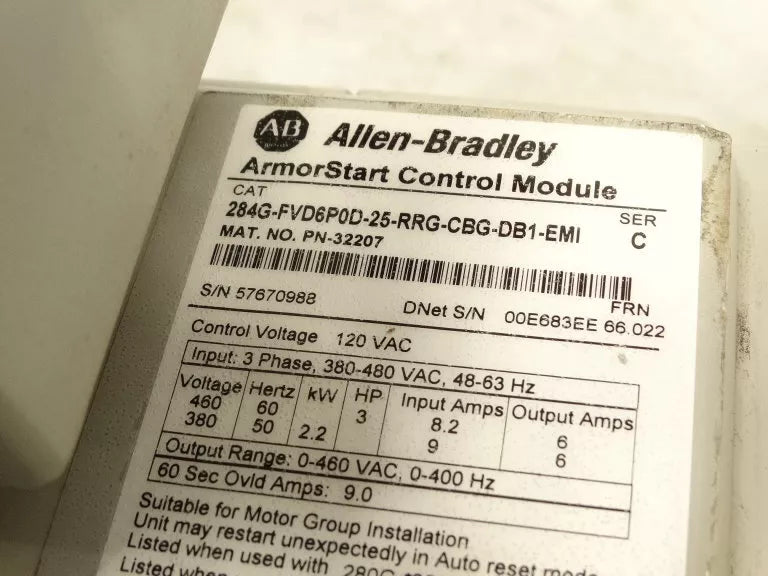 AB Allen-Bradley
ArmorStart Control Module
CAT SER
284G-FVD6P0D-25-RRG-CBG-DB1-EMI C
MAT. NO. PN-32207
FRN
S/N 57670988 DNet S/N 00E683EE 66.022
Control Voltage 120 VAC
Input: 3 Phase, 380-480 VAC, 48-63 Hz
Voltage Hertz kW HP Input Amps Output Amps
460 60 3 8.2 6
380 50 2.2 9 6
Output Range: 0-460 VAC, 0-400 Hz
60 Sec Ovld Amps: 9.0
Suitable for Motor Group Installation
Unit may restart unexpectedly in Auto reset mode
Listed when used with 280G
Listed when